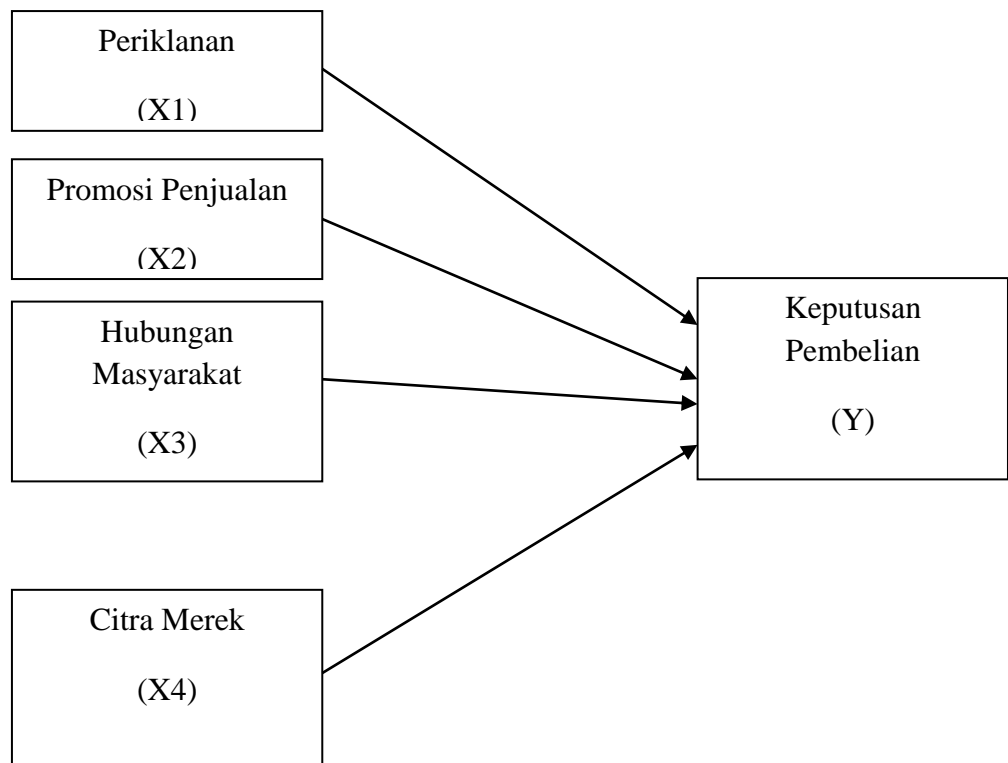 Periklanan
(X1)
Promosi Penjualan
(X2)
Hubungan
Masyarakat
(X3)
Citra Merek
(X4)
Keputusan
Pembelian
(Y)